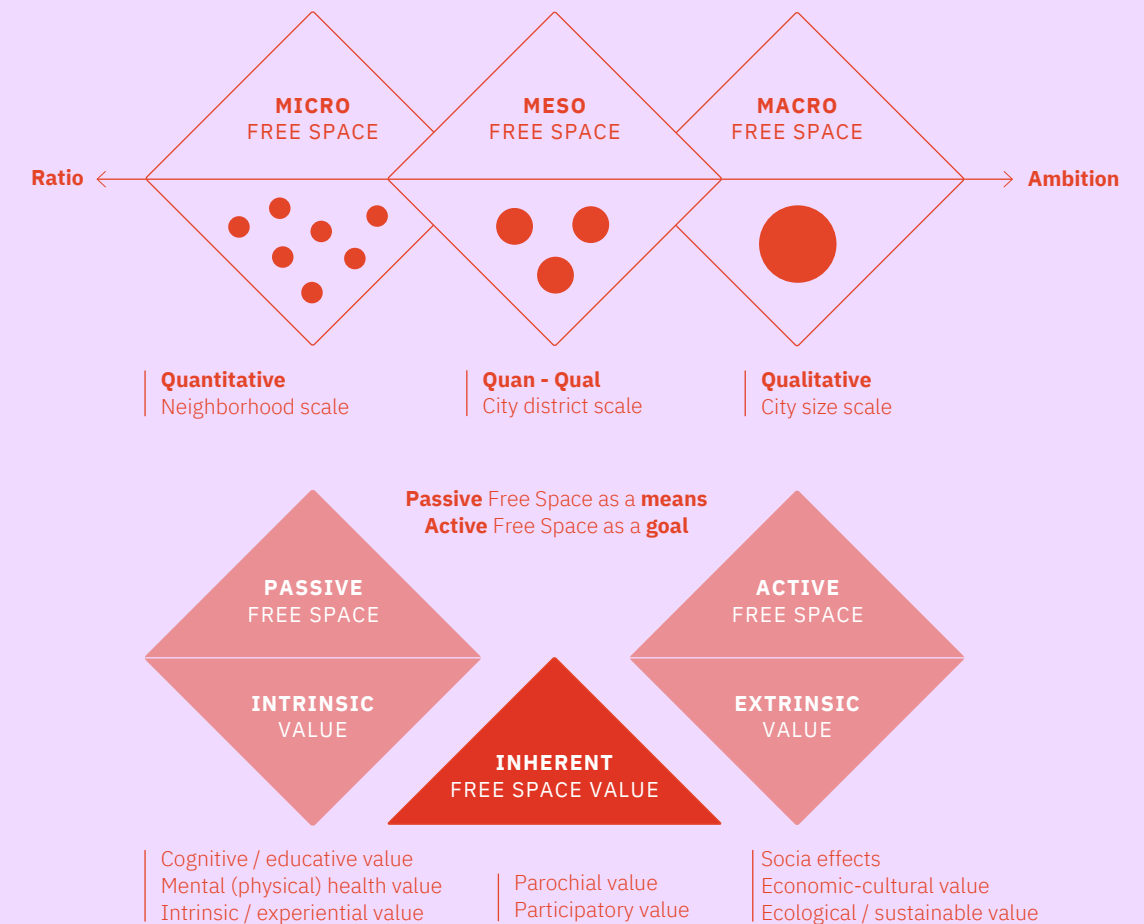 MICRO
FREE SPACE
MESO
FREE SPACE
MACRO
FREE SPACE
Ratio
Ambition
Quantitative
Neighborhood scale
Quan - Qual
City district scale
Qualitative
City size scale
Passive Free Space as a means
Active Free Space as a goal
PASSIVE
FREE SPACE
ACTIVE
FREE SPACE
INTRINSIC
VALUE
EXTRINSIC
VALUE
INHERENT
FREE SPACE VALUE
Cognitive / educative value
Mental (physical) health value
Intrinsic / experiential value
Parochial value
Participatory value
Socia effects
Economic-cultural value
Ecological / sustainable value